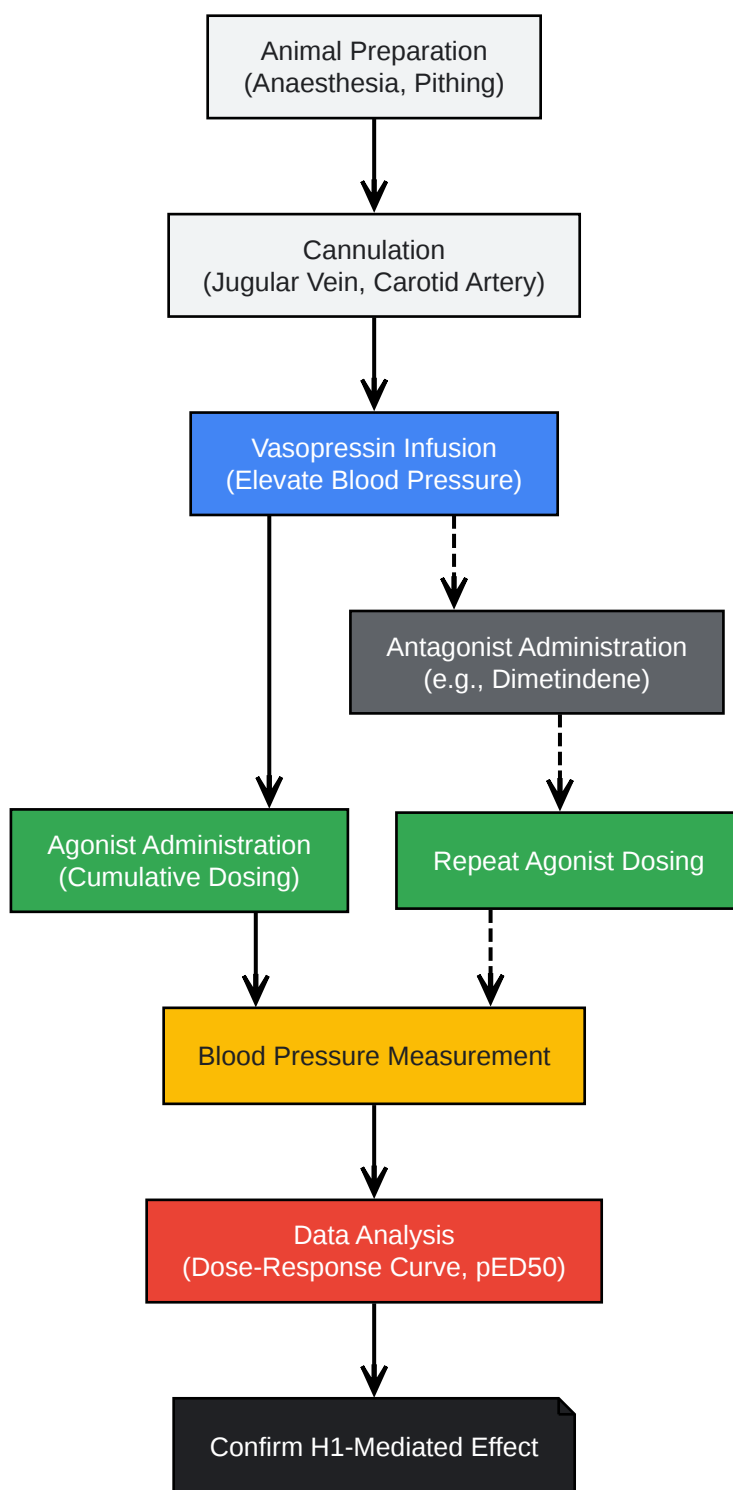 Animal Preparation
(Anaesthesia, Pithing)
Cannulation
(Jugular Vein, Carotid Artery)
Vasopressin Infusion
(Elevate Blood Pressure)
Antagonist Administration
(e.g., Dimetindene)
Agonist Administration
(Cumulative Dosing)
Repeat Agonist Dosing
Blood Pressure Measurement
Data Analysis
(Dose-Response Curve, pED50)
Confirm H1-Mediated Effect